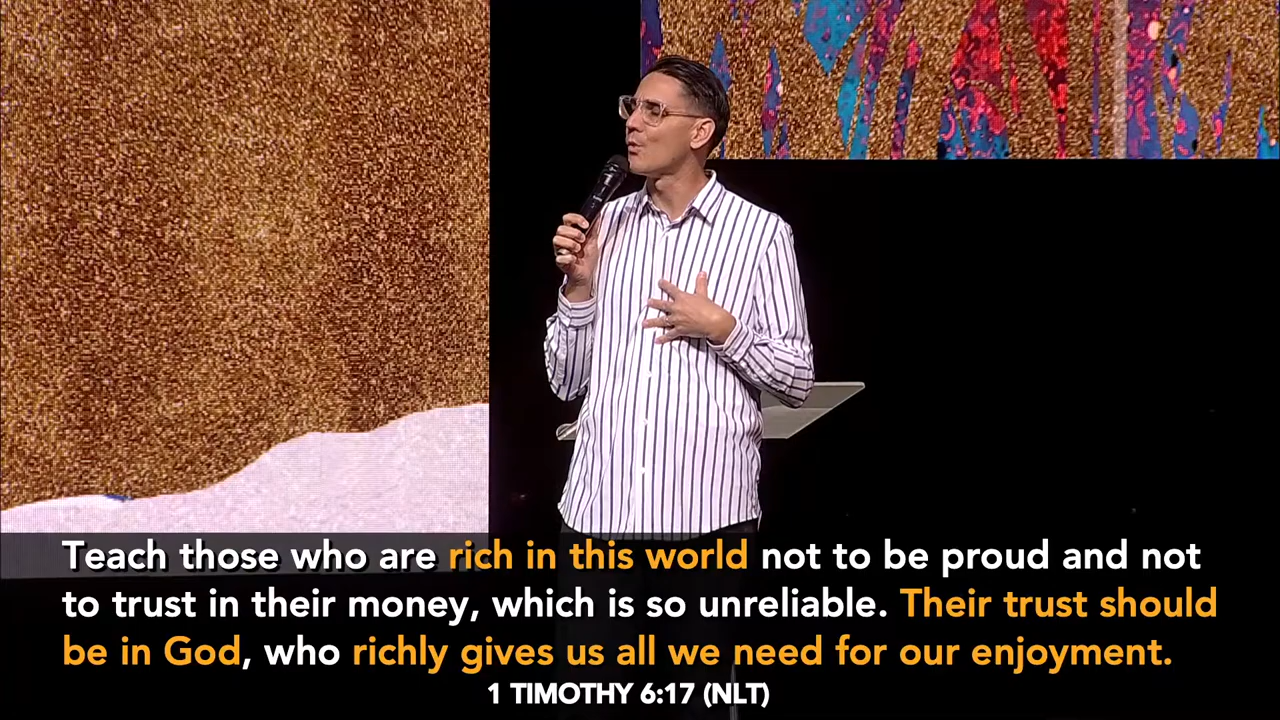 Teach those who are rich in this world not to be proud and not
to trust in their money, which is so unreliable. Their trust should
be in God, who richly gives us all we need for our enjoyment.
1 TIMOTHY 6:17 (NLT)